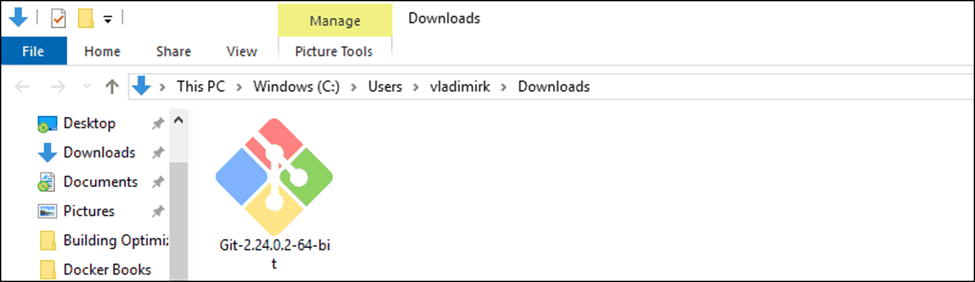 Manage
Downloads
File
Home
Share
View
Picture Tools
This PC
Windows (C:)
Users
vladimirk
Downloads
Desktop
Downloads
Documents
Pictures
Building Optimiz
Docker Books
Git-2.24.0.2-64-bi
t